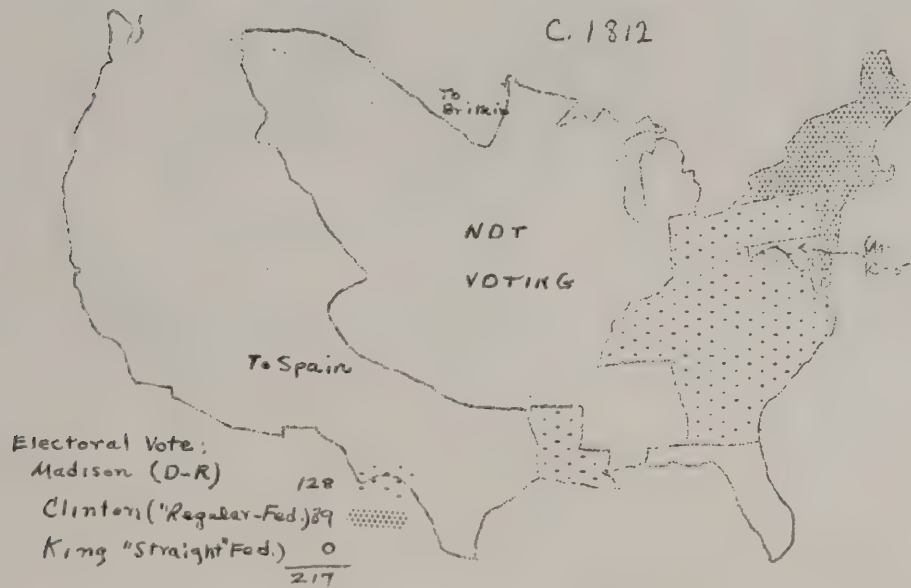 C. 1812
To
Britain
NOT
VOTING
To Spain
Electoral Vote:
Madison (D-R) 128
Clinton ("Regular-Fed.) 89
King "Straight" Fed.) 0
217